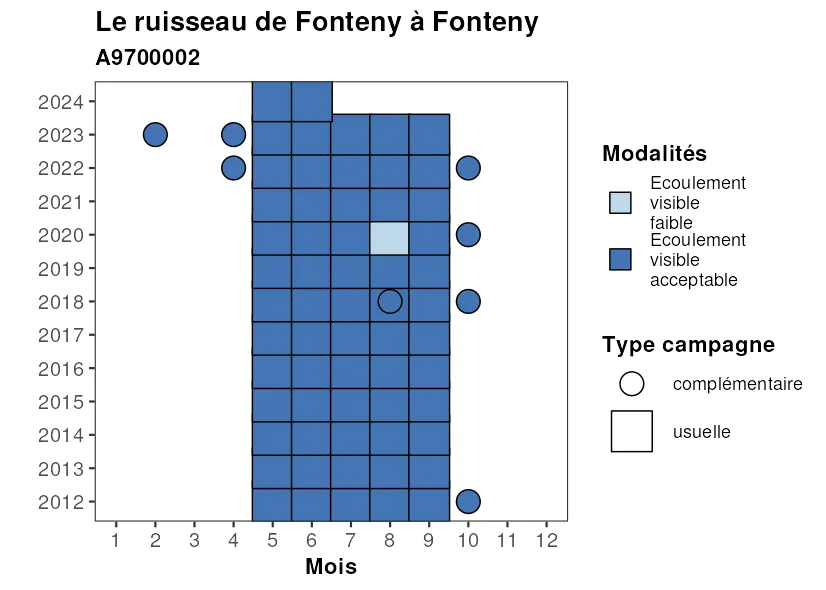 Le ruisseau de Fonteny à Fonteny
A9700002
2024
2023
2022
2021
2020
2019
2018
2017
2016
2015
2014
2013
2012
1 2 3 4 5 6 7 8 9 10 11 12
Mois
Modalités
Ecoulement
visible
faible
Ecoulement
visible
acceptable
Type campagne
complémentaire
usuelle